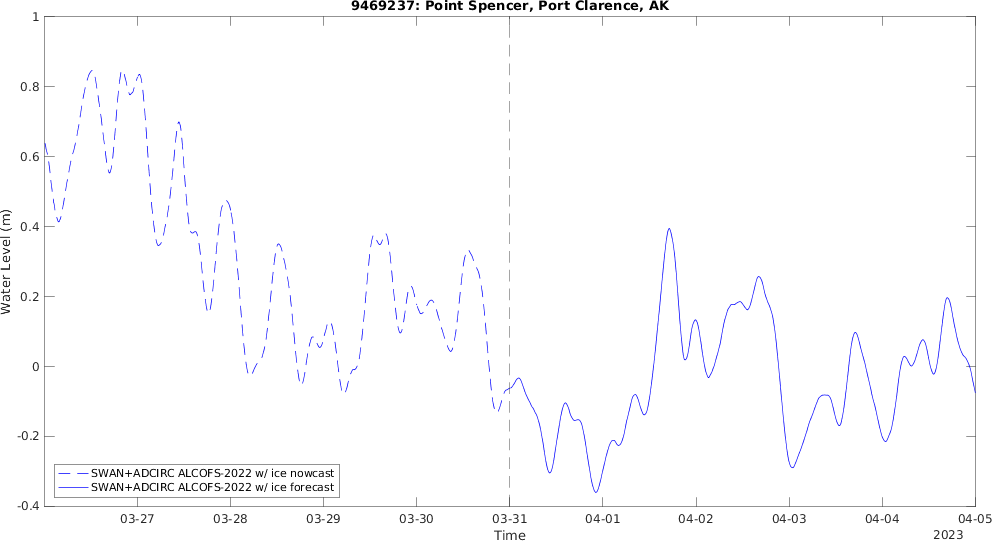 9469237: Point Spencer, Port Clarence, AK
1
0.8
0.6
0.4
0.2
0
-0.2
-0.4
Water Level (m)
SWAN+ADCIRC ALCOFS-2022 w/ ice nowcast
SWAN+ADCIRC ALCOFS-2022 w/ ice forecast
03-27 03-28 03-29 03-30 03-31 04-01 04-02 04-03 04-04 04-05
Time
2023